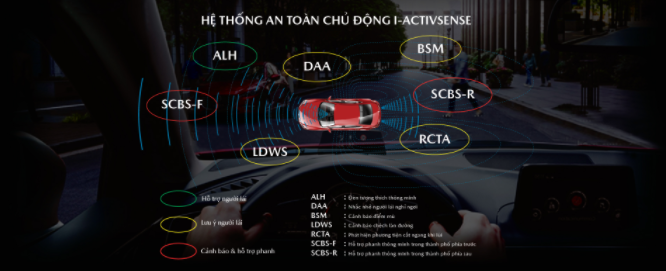 HỆ THỐNG AN TOÀN CHỦ ĐỘNG I-ACTIVSENSE
ALH
DAA
BSM
SCBS-F
SCBS-R
LDWS
RCTA
Hỗ trợ người lái
Lưu ý người lái
Cảnh báo & hỗ trợ phanh
ALH : Đèn tương thích thông minh
DAA : Nhắc nhở người lái nghỉ ngơi
BSM : Cảnh báo điểm mù
LDWS : Cảnh báo chệch làn đường
RCTA : Phát hiện phương tiện cắt ngang khi lùi
SCBS-F : Hỗ trợ phanh thông minh trong thành phố phía trước
SCBS-R : Hỗ trợ phanh thông minh trong thành phố phía sau